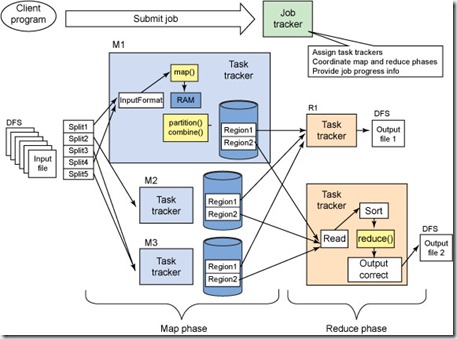 Client
program
Submit job
Job
tracker
Assign task trackers
Coordinate map and reduce phases
Provide job progress info
M1
Task
tracker
map()
InputFormat
RAM
partition()
combine()
Region1
Region2
DFS
Input
file
Split1
Split2
Split3
Split4
Split5
R1
Task
tracker
DFS
Output
file 1
M2
Task
tracker
Region1
Region2
M3
Task
tracker
Region1
Region2
Task
tracker
Sort
Read
reduce()
Output
correct
DFS
Output
file 2
Map phase
Reduce phase